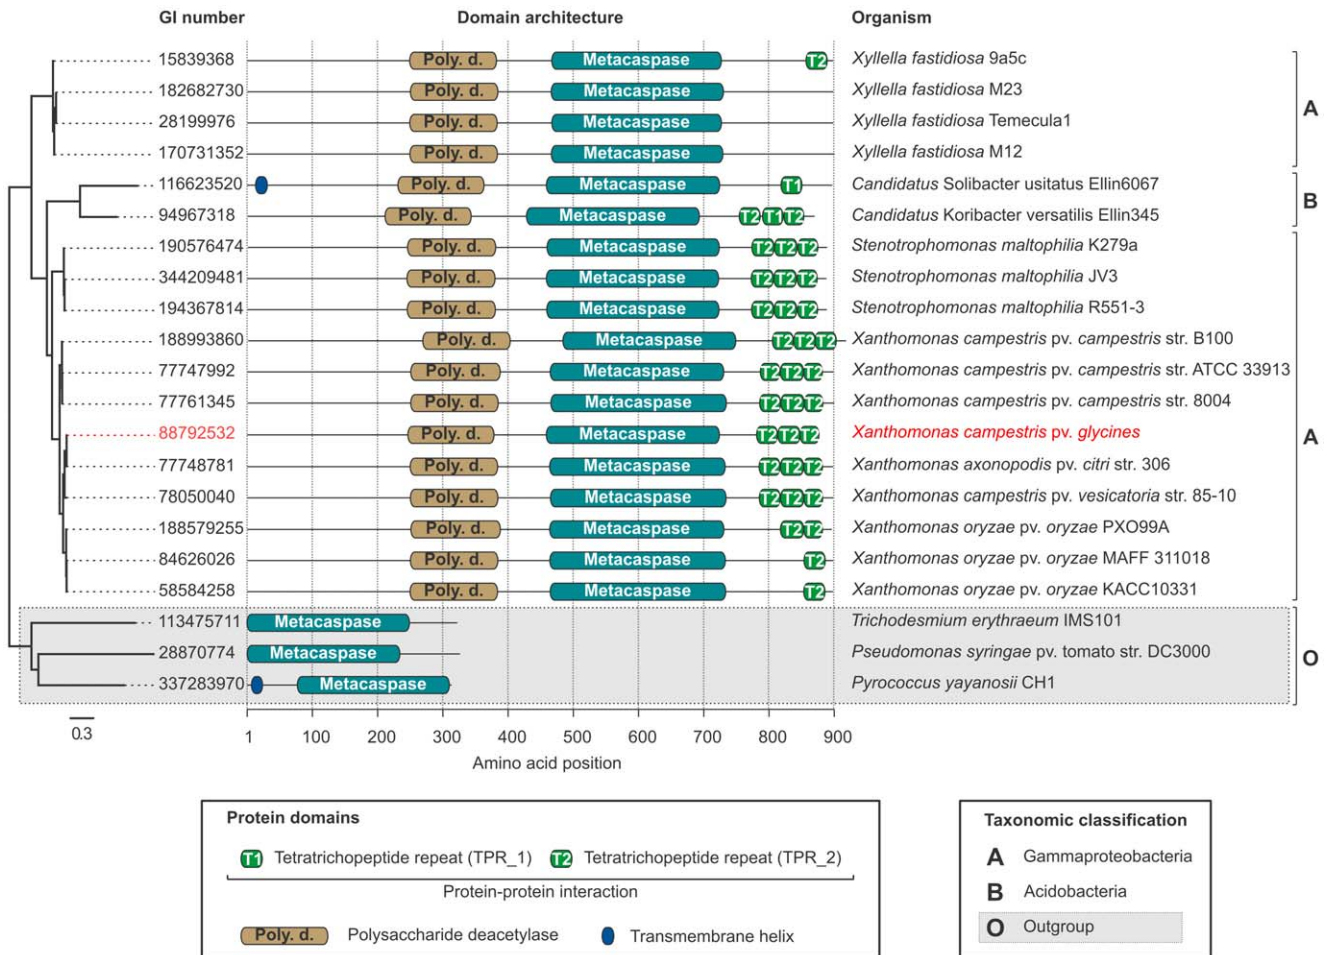 GI number Domain architecture Organism
15839368 Poly. d. Metacaspase T2 Xyllella fastidiosa 9a5c
182682730 Poly. d. Metacaspase Xyllella fastidiosa M23
A
28199976 Poly. d. Metacaspase Xyllella fastidiosa Temecula1
170731352 Poly. d. Metacaspase Xyllella fastidiosa M12
116623520 Poly. d. Metacaspase T1 Candidatus Solibacter usitatus Ellin6067
B
94967318 Poly. d. Metacaspase T2 T1 T2 Candidatus Koribacter versatilis Ellin345
190576474 Poly. d. Metacaspase T2 T2 T2 Stenotrophomonas maltophilia K279a
344209481 Poly. d. Metacaspase T2 T2 T2 Stenotrophomonas maltophilia JV3
194367814 Poly. d. Metacaspase T2 T2 T2 Stenotrophomonas maltophilia R551-3
188993860 Poly. d. Metacaspase T2 T2 T2 Xanthomonas campestris pv. campestris str. B100
77747992 Poly. d. Metacaspase T2 T2 T2 Xanthomonas campestris pv. campestris str. ATCC 33913
77761345 Poly. d. Metacaspase T2 T2 T2 Xanthomonas campestris pv. campestris str. 8004
88792532 Poly. d. Metacaspase T2 T2 T2 Xanthomonas campestris pv. glycines A
77748781 Poly. d. Metacaspase T2 T2 T2 Xanthomonas axonopodis pv. citri str. 306
78050040 Poly. d. Metacaspase T2 T2 T2 Xanthomonas campestris pv. vesicatoria str. 85-10
188579255 Poly. d. Metacaspase T2 T2 Xanthomonas oryzae pv. oryzae PXO99A
84626026 Poly. d. Metacaspase T2 Xanthomonas oryzae pv. oryzae MAFF 311018
58584258 Poly. d. Metacaspase T2 Xanthomonas oryzae pv. oryzae KACC10331
113475711 Metacaspase Trichodesmium erythraeum IMS101
28870774 Metacaspase Pseudomonas syringae pv. tomato str. DC3000 O
337283970 Metacaspase Pyrococcus yayanosii CH1
0.3
1 100 200 300 400 500 600 700 800 900
Amino acid position
Protein domains
T1 Tetratrichopeptide repeat (TPR_1) T2 Tetratrichopeptide repeat (TPR_2)
Protein-protein interaction
Poly. d. Polysaccharide deacetylase Transmembrane helix
Taxonomic classification
A Gammaproteobacteria
B Acidobacteria
O Outgroup